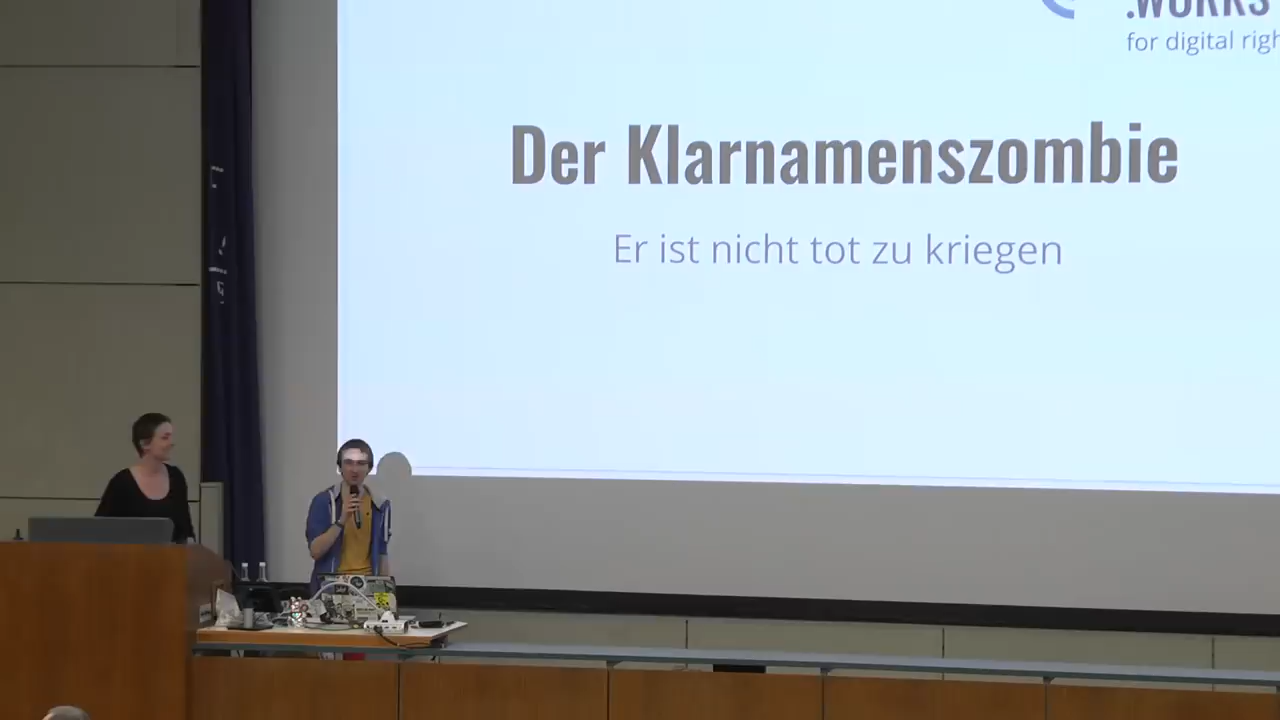 .WORKS
for digital righ
Der Klarnamenszombie
Er ist nicht tot zu kriegen